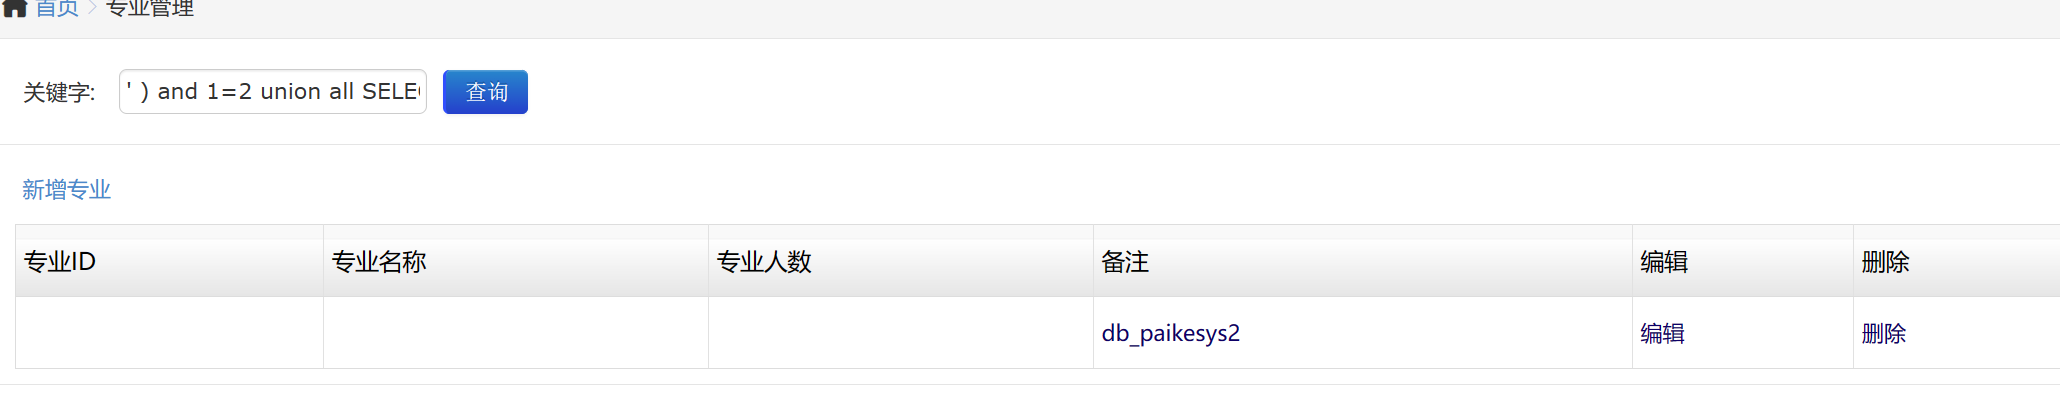 首页 > 专业管理
关键字: ' ) and 1=2 union all SELE 查询
新增专业
专业ID 专业名称 专业人数 备注 编辑 删除
db_paikesys2 编辑 删除